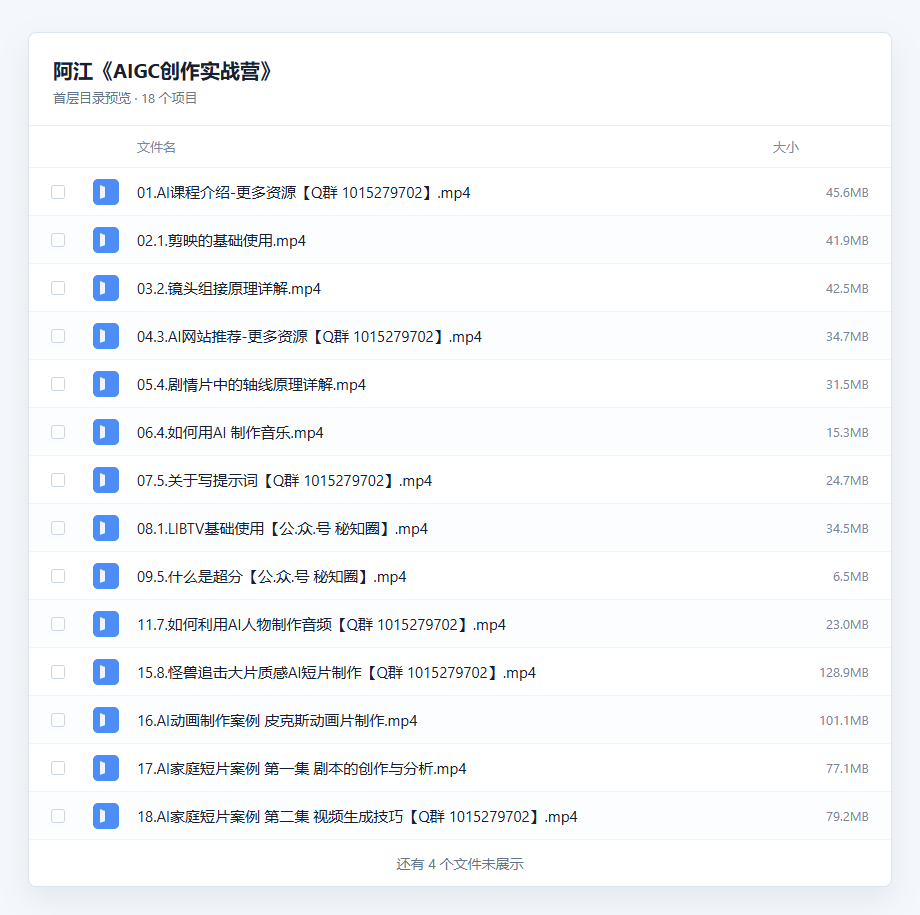 阿江《AIGC创作实战营》
首层目录预览 · 18 个项目
文件名 大小
01.AI课程介绍-更多资源【Q群 1015279702】.mp4 45.6MB
02.1.剪映的基础使用.mp4 41.9MB
03.2.镜头组接原理详解.mp4 42.5MB
04.3.AI网站推荐-更多资源【Q群 1015279702】.mp4 34.7MB
05.4.剧情片中的轴线原理详解.mp4 31.5MB
06.4.如何用AI 制作音乐.mp4 15.3MB
07.5.关于写提示词【Q群 1015279702】.mp4 24.7MB
08.1.LIBTV基础使用【公.众.号 秘知圈】.mp4 34.5MB
09.5.什么是超分【公.众.号 秘知圈】.mp4 6.5MB
11.7.如何利用AI人物制作音频【Q群 1015279702】.mp4 23.0MB
15.8.怪兽追击大片质感AI短片制作【Q群 1015279702】.mp4 128.9MB
16.AI动画制作案例 皮克斯动画片制作.mp4 101.1MB
17.AI家庭短片案例 第一集 剧本的创作与分析.mp4 77.1MB
18.AI家庭短片案例 第二集 视频生成技巧【Q群 1015279702】.mp4 79.2MB
还有 4 个文件未展示